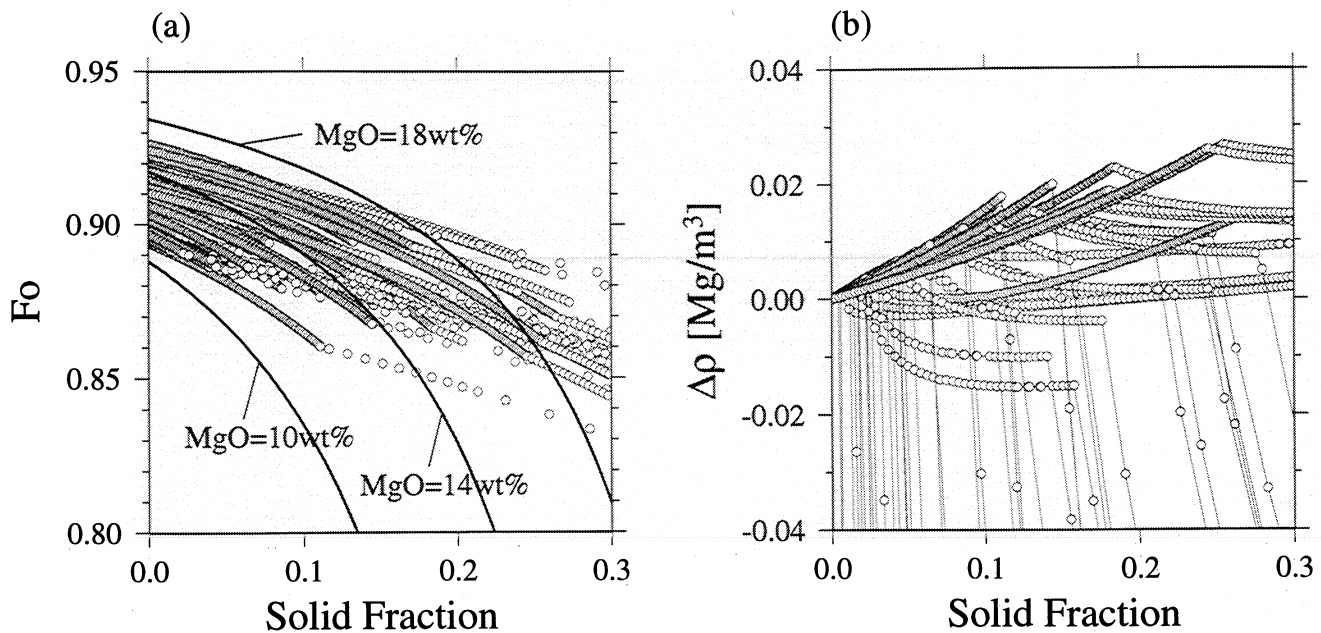 (a)
0.95
0.90
0.85
0.80
Fo
MgO=18wt%
MgO=10wt%
MgO=14wt%
0.0 0.1 0.2 0.3
Solid Fraction
(b)
0.04
0.02
0.00
-0.02
-0.04
Δρ [Mg/m³]
0.0 0.1 0.2 0.3
Solid Fraction